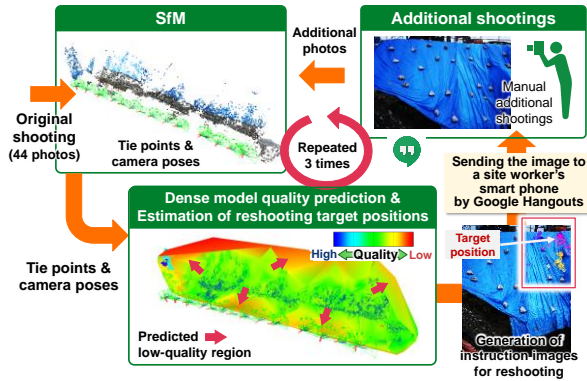 SfM
Additional
photos
Additional shootings
Manual
additional
shootings
Original
shooting
(44 photos)
Tie points &
camera poses
Repeated
3 times
Sending the image to
a site worker's
smart phone
by Google Hangouts
Dense model quality prediction &
Estimation of reshooting target positions
High Quality Low
Tie points &
camera poses
Predicted
low-quality region
Target
position
Generation of
instruction images
for reshooting